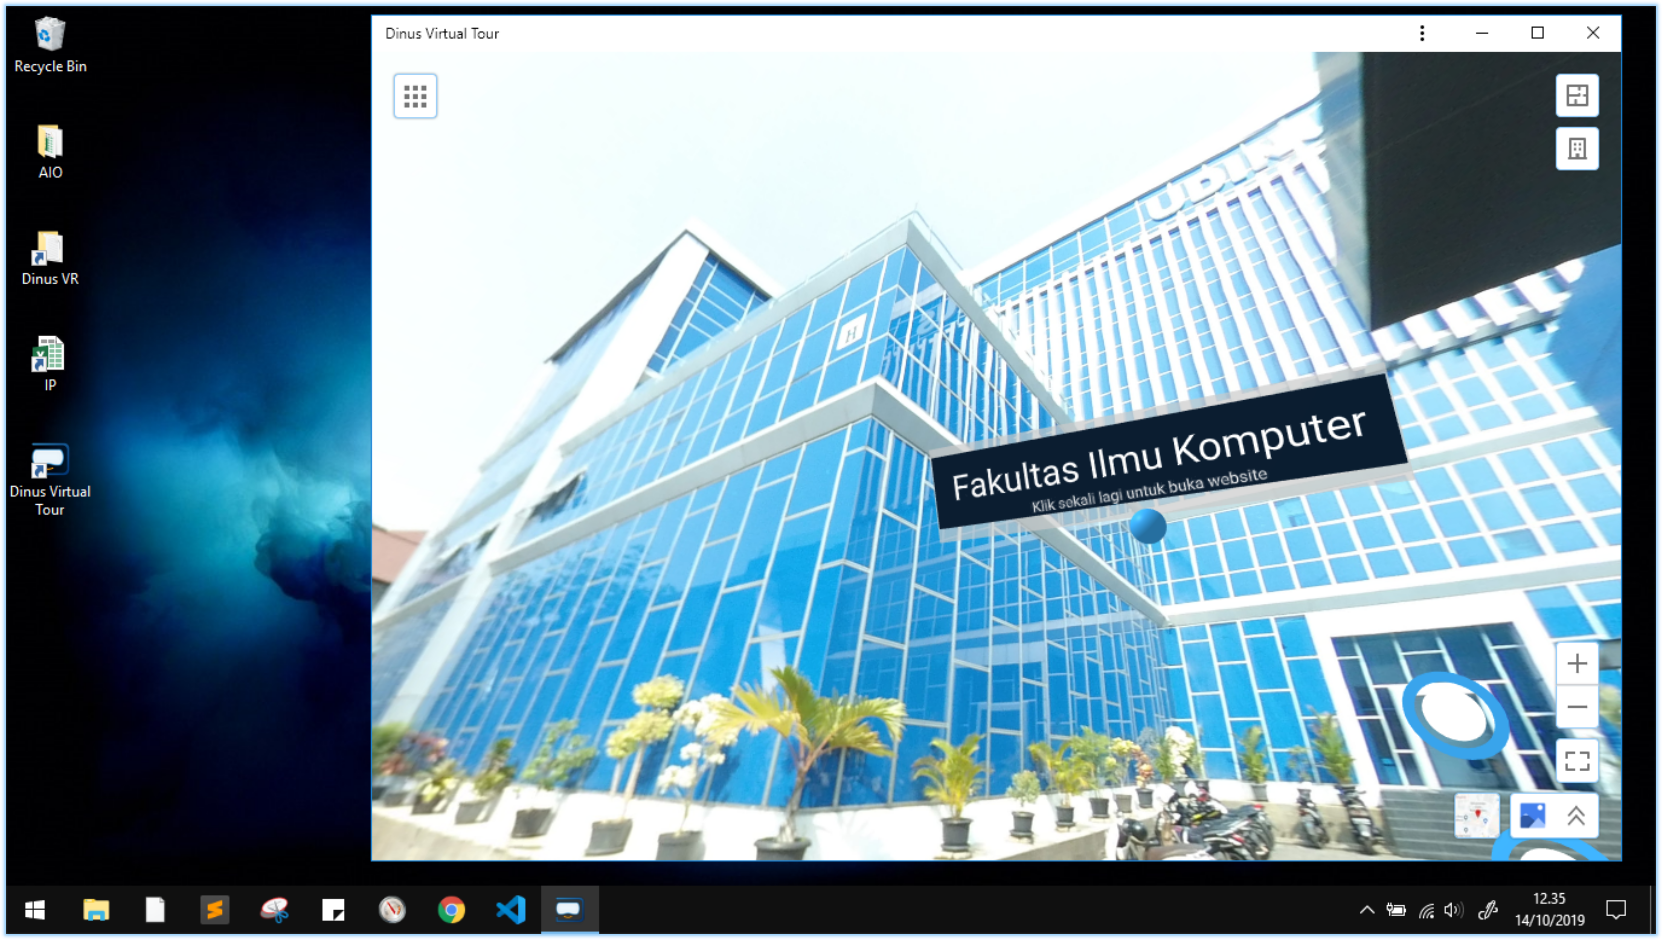 Recycle Bin
AIO
Dinus VR
IP
Dinus Virtual
Tour
Dinus Virtual Tour
UDINUS
H
Fakultas Ilmu Komputer
Klik sekali lagi untuk buka website
12.35
14/10/2019